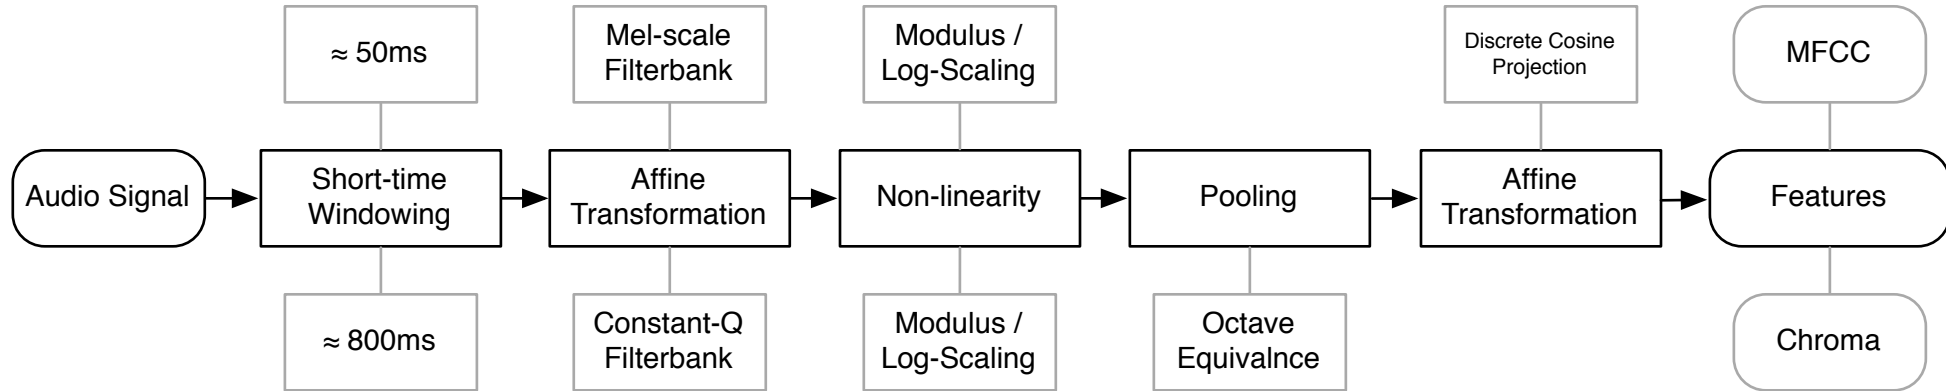 ≈ 50ms
Mel-scale
Filterbank
Modulus /
Log-Scaling
Discrete Cosine
Projection
MFCC
Audio Signal
Short-time
Windowing
Affine
Transformation
Non-linearity
Pooling
Affine
Transformation
Features
≈ 800ms
Constant-Q
Filterbank
Modulus /
Log-Scaling
Octave
Equivalnce
Chroma